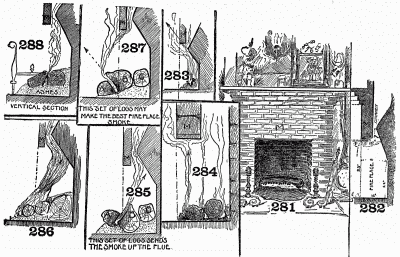 288
ASHES
VERTICAL SECTION
287
THIS SET OF LOGS MAY
MAKE THE BEST FIRE PLACE
SMOKE
283
M
284
285
THIS SET OF LOGS SENDS
THE SMOKE UP THE FLUE.
286
M
281
FIRE PLACE
282